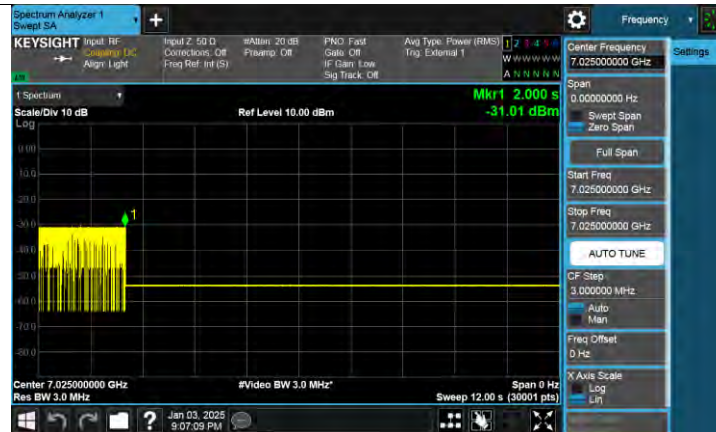 Spectrum Analyzer 1
Swept SA
Frequency
KEYSIGHT
Input: RF
Coupling: DC
Align: Light
Input Z: 50 Ω
Corrections: Off
Freq Ref: Int (S)
#Atten: 20 dB
Preamp: Off
PNO: Fast
Gate: Off
IF Gain: Low
Sig Track: Off
Avg Type: Power (RMS)
Trig: External 1
1 2 3 4 5 6
W W W W W W
A N N N N N
Center Frequency
7.025000000 GHz
Settings
Span
0.00000000 Hz
Swept Span
Zero Span
Full Span
Start Freq
7.025000000 GHz
Stop Freq
7.025000000 GHz
AUTO TUNE
CF Step
3.000000 MHz
Auto
Man
Freq Offset
0 Hz
X Axis Scale
Log
Lin
1 Spectrum
Scale/Div 10 dB
Ref Level 10.00 dBm
Mkr1 2.000 s
-31.01 dBm
Log
0.00
-10.0
-20.0
-30.0
-40.0
-50.0
-60.0
-70.0
-80.0
1
Center 7.025000000 GHz
Res BW 3.0 MHz
#Video BW 3.0 MHz*
Span 0 Hz
Sweep 12.00 s (30001 pts)
?
Jan 03, 2025
9:07:09 PM